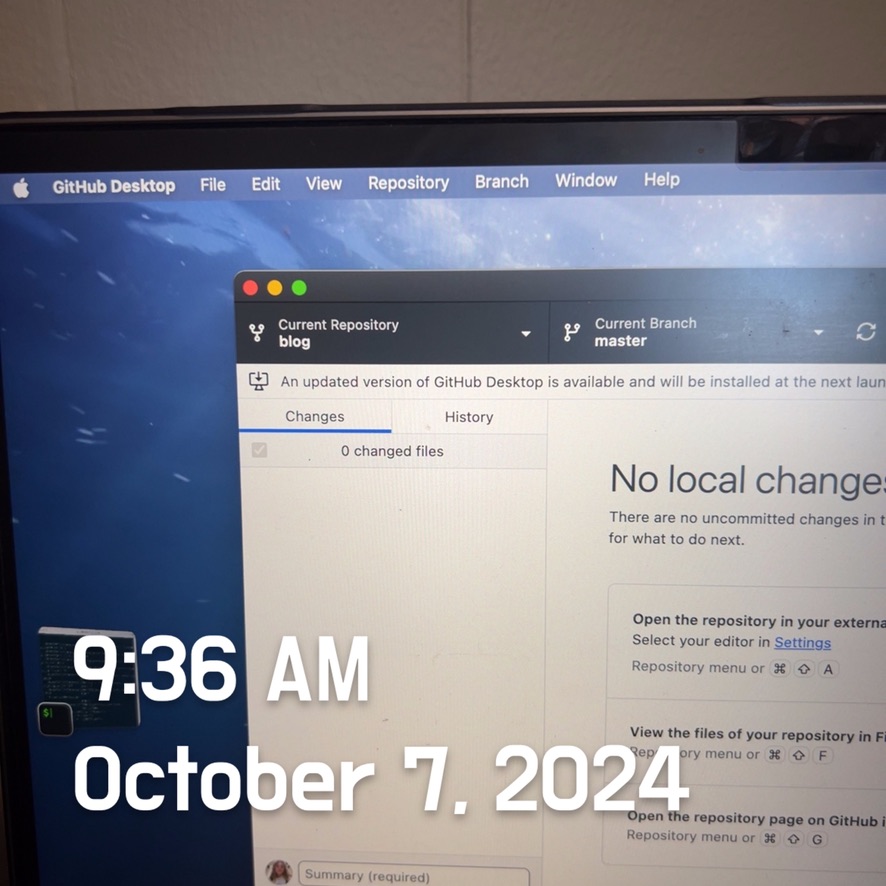 GitHub Desktop File Edit View Repository Branch Window Help
Current Repository
blog
Current Branch
master
An updated version of GitHub Desktop is available and will be installed at the next laun
Changes History
0 changed files
No local changes
There are no uncommitted changes in t
for what to do next.
Open the repository in your externa
Select your editor in Settings
Repository menu or ⌘ ⇧ A
View the files of your repository in Fi
Repository menu or ⌘ ⇧ F
Open the repository page on GitHub i
Repository menu or ⌘ ⇧ G
Summary (required)
$
9:36 AM
October 7, 2024